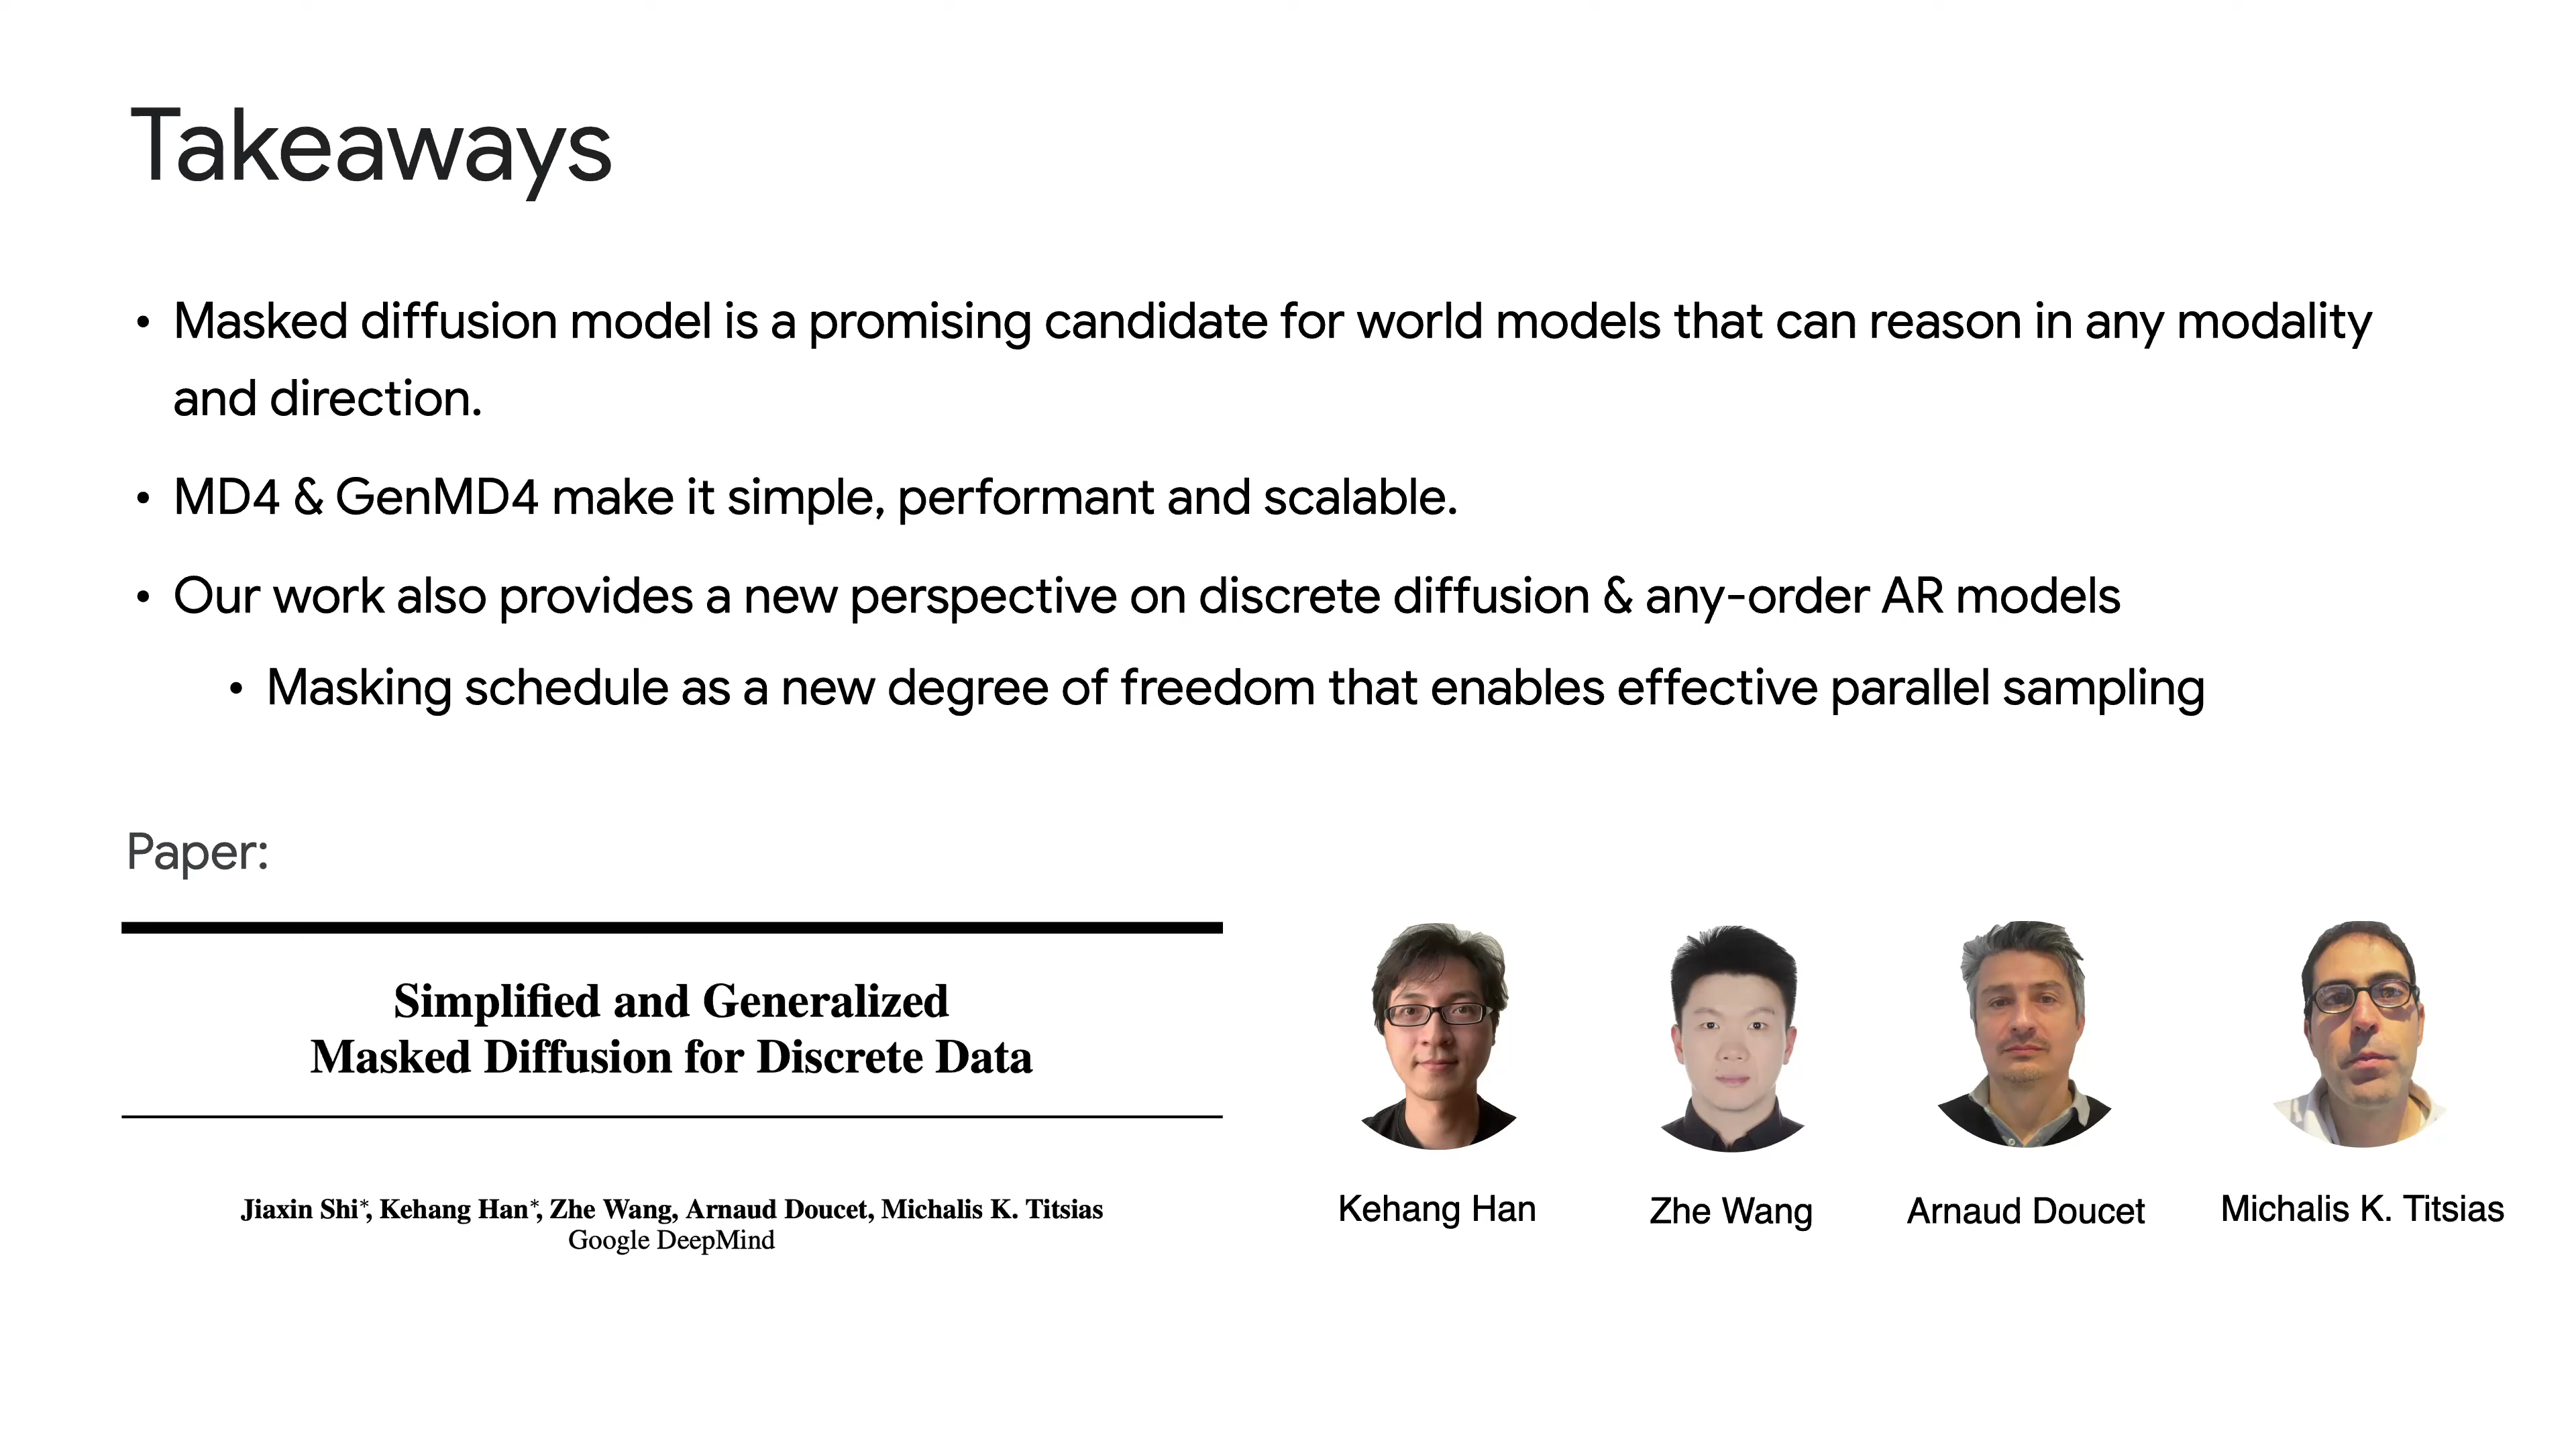 Takeaways
• Masked diffusion model is a promising candidate for world models that can reason in any modality
and direction.
• MD4 & GenMD4 make it simple, performant and scalable.
• Our work also provides a new perspective on discrete diffusion & any-order AR models
• Masking schedule as a new degree of freedom that enables effective parallel sampling
Paper:
Simplified and Generalized
Masked Diffusion for Discrete Data
Jiaxin Shi*, Kehang Han*, Zhe Wang, Arnaud Doucet, Michalis K. Titsias
Google DeepMind
Kehang Han
Zhe Wang
Arnaud Doucet
Michalis K. Titsias